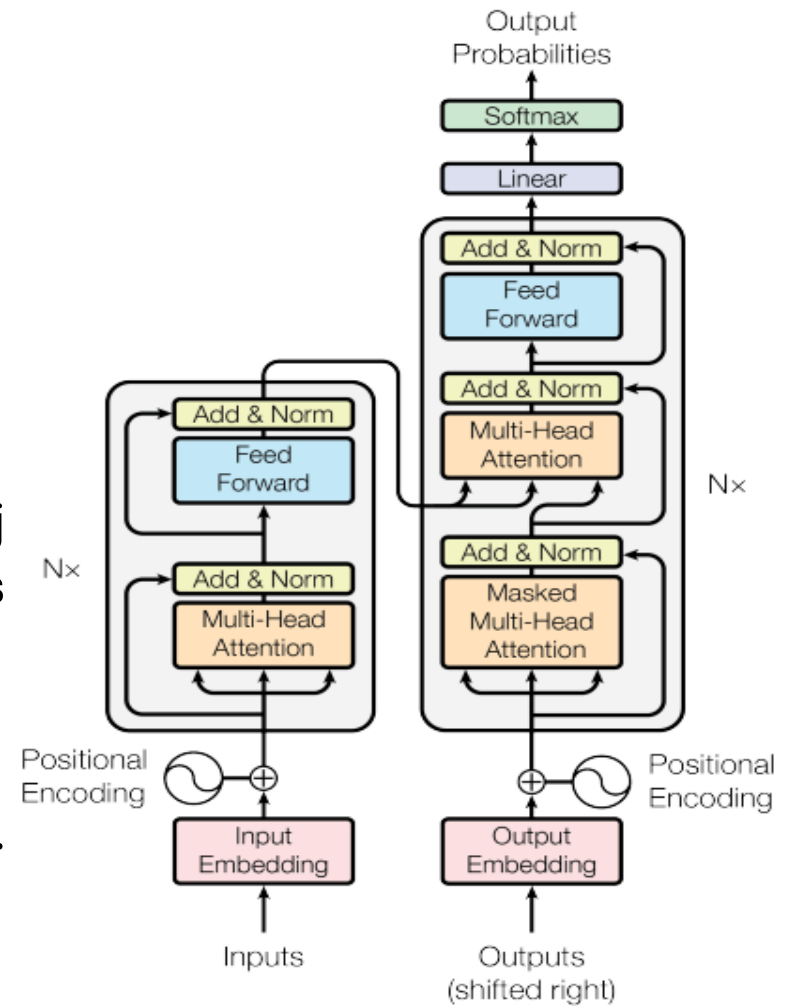 Output
Probabilities
Softmax
Linear
Add & Norm
Feed
Forward
Add & Norm
Multi-Head
Attention
Add & Norm
Masked
Multi-Head
Attention
Nx
Add & Norm
Feed
Forward
Add & Norm
Multi-Head
Attention
Nx
Positional
Encoding
Positional
Encoding
Input
Embedding
Output
Embedding
Inputs
Outputs
(shifted right)